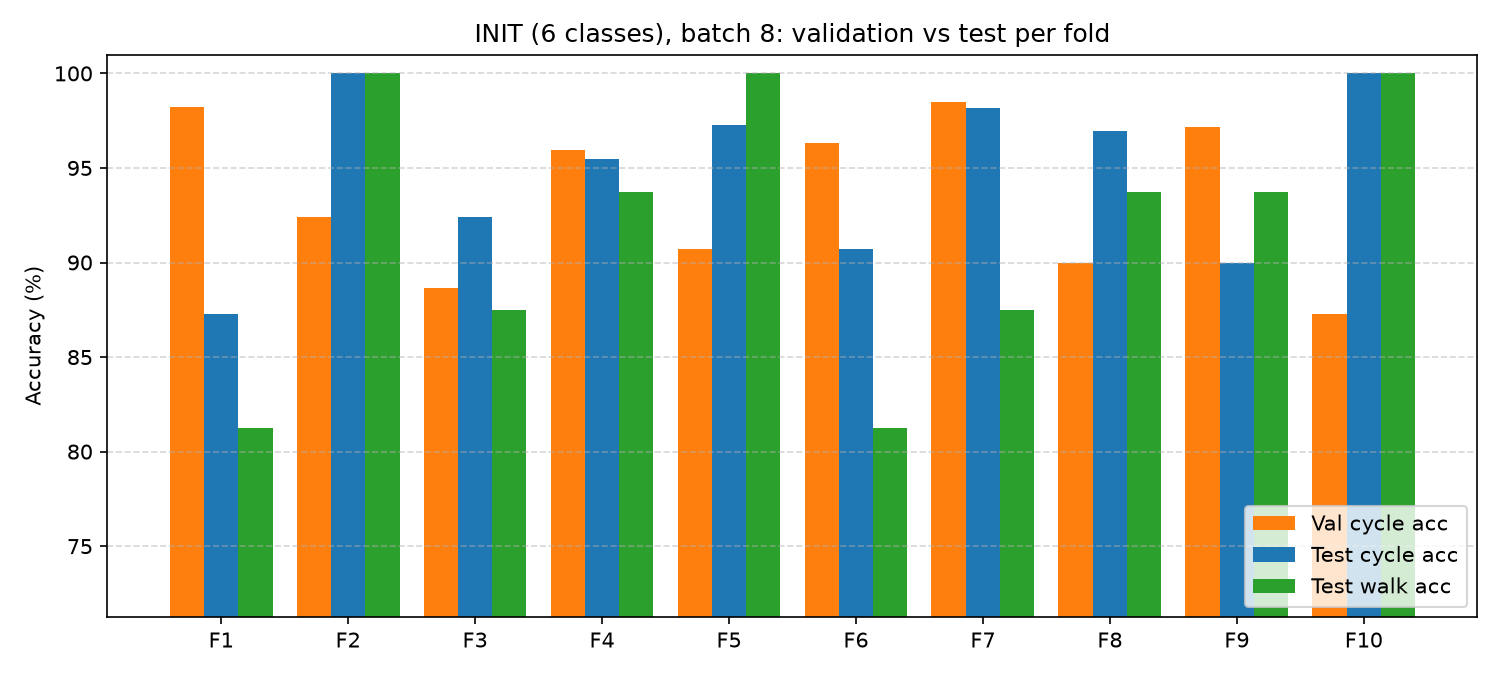 INIT (6 classes), batch 8: validation vs test per fold
Accuracy (%)
100
95
90
85
80
75
F1 F2 F3 F4 F5 F6 F7 F8 F9 F10
Val cycle acc
Test cycle acc
Test walk acc